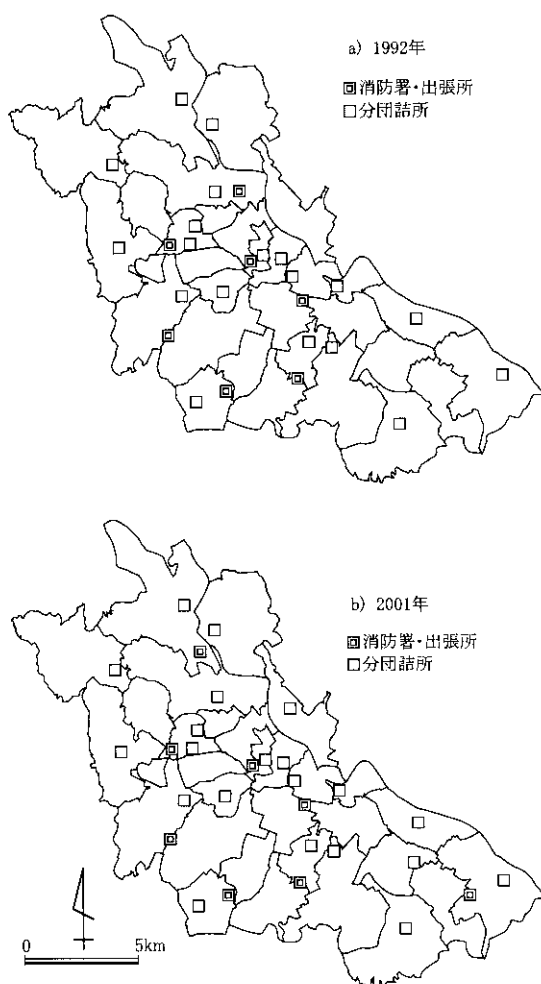 a) 1992年
消防署・出張所
分団詰所
b) 2001年
消防署・出張所
分団詰所
0 5km